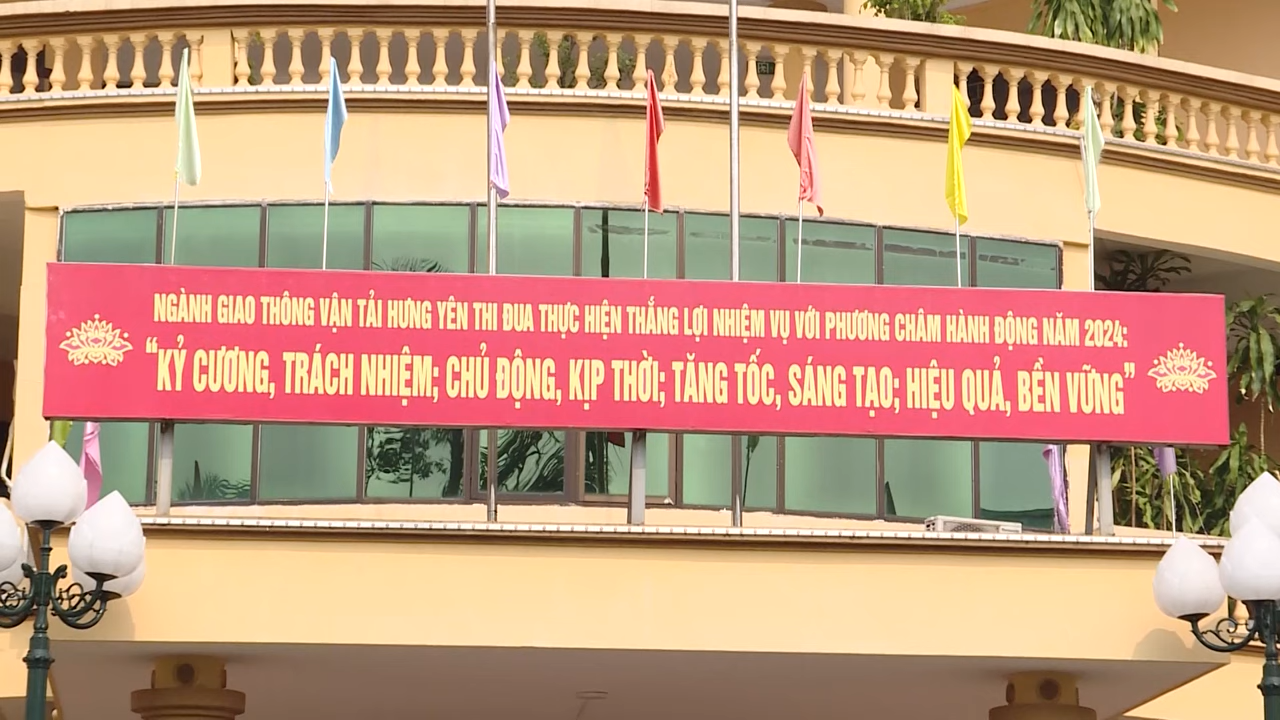 NGÀNH GIAO THÔNG VẬN TẢI HƯNG YÊN THI ĐUA THỰC HIỆN THẮNG LỢI NHIỆM VỤ VỚI PHƯƠNG CHÂM HÀNH ĐỘNG NĂM 2024:
“KỶ CƯƠNG, TRÁCH NHIỆM; CHỦ ĐỘNG, KỊP THỜI; TĂNG TỐC, SÁNG TẠO; HIỆU QUẢ, BỀN VỮNG”